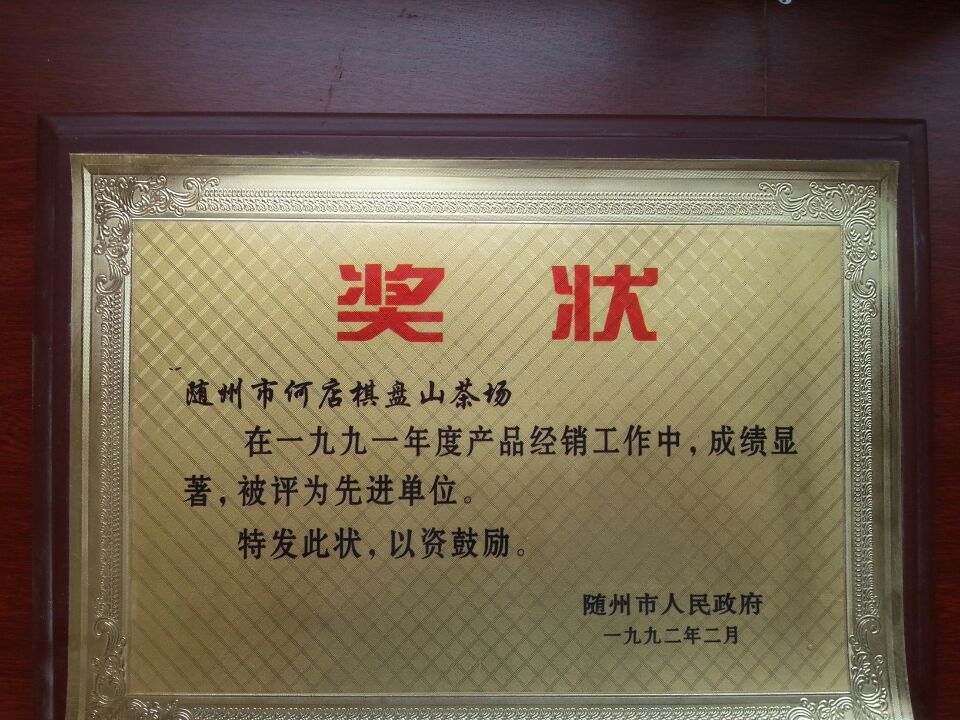 奖 状
随州市何店棋盘山茶场
在一九九一年度产品经销工作中，成绩显
著，被评为先进单位。
特发此状，以资鼓励。
随州市人民政府
一九九二年二月